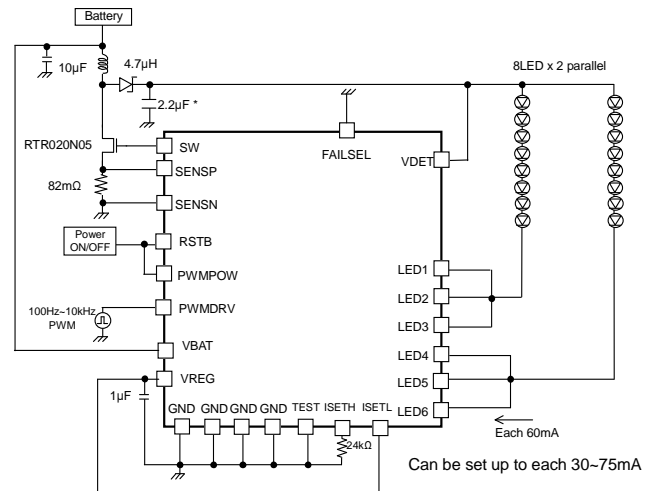 Battery
10μF
4.7μH
2.2μF *
8LED x 2 parallel
RTR020N05
SW
FAILSEL
VDET
SENSP
82mΩ
SENSN
Power
ON/OFF
RSTB
PWMPOW
LED1
LED2
LED3
100Hz~10kHz
PWM
PWMDRV
VBAT
LED4
VREG
LED5
1μF
GND GND GND GND TEST ISETH ISETL
LED6
24kΩ
Each 60mA
Can be set up to each 30~75mA